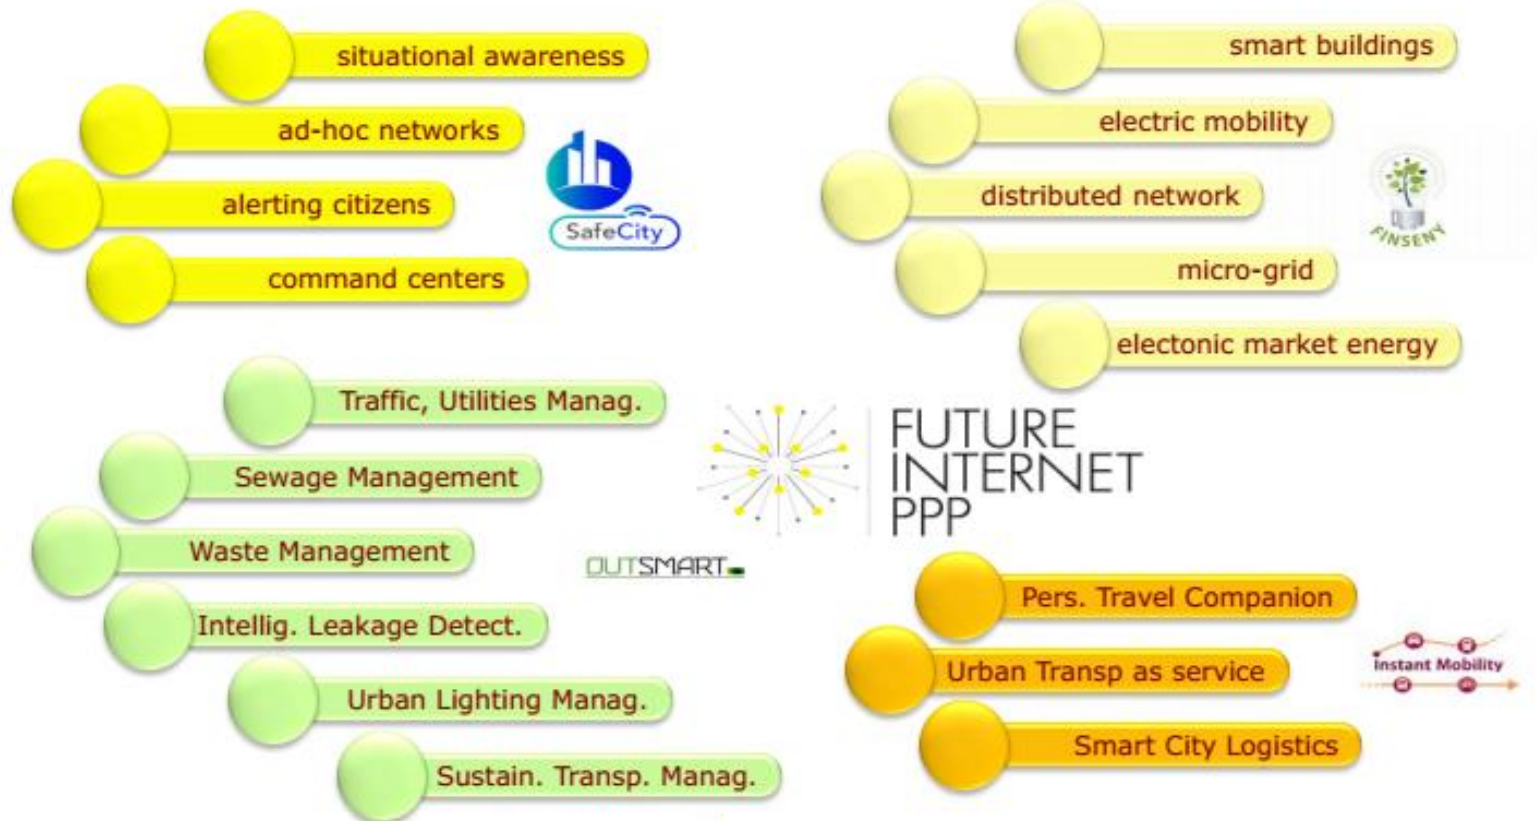 situational awareness
ad-hoc networks
alerting citizens
command centers
SafeCity
smart buildings
electric mobility
distributed network
micro-grid
electonic market energy
FINSENY
Traffic, Utilities Manag.
Sewage Management
Waste Management
Intellig. Leakage Detect.
Urban Lighting Manag.
Sustain. Transp. Manag.
OUTSMART
FUTURE
INTERNET
PPP
Pers. Travel Companion
Urban Transp as service
Smart City Logistics
instant Mobility